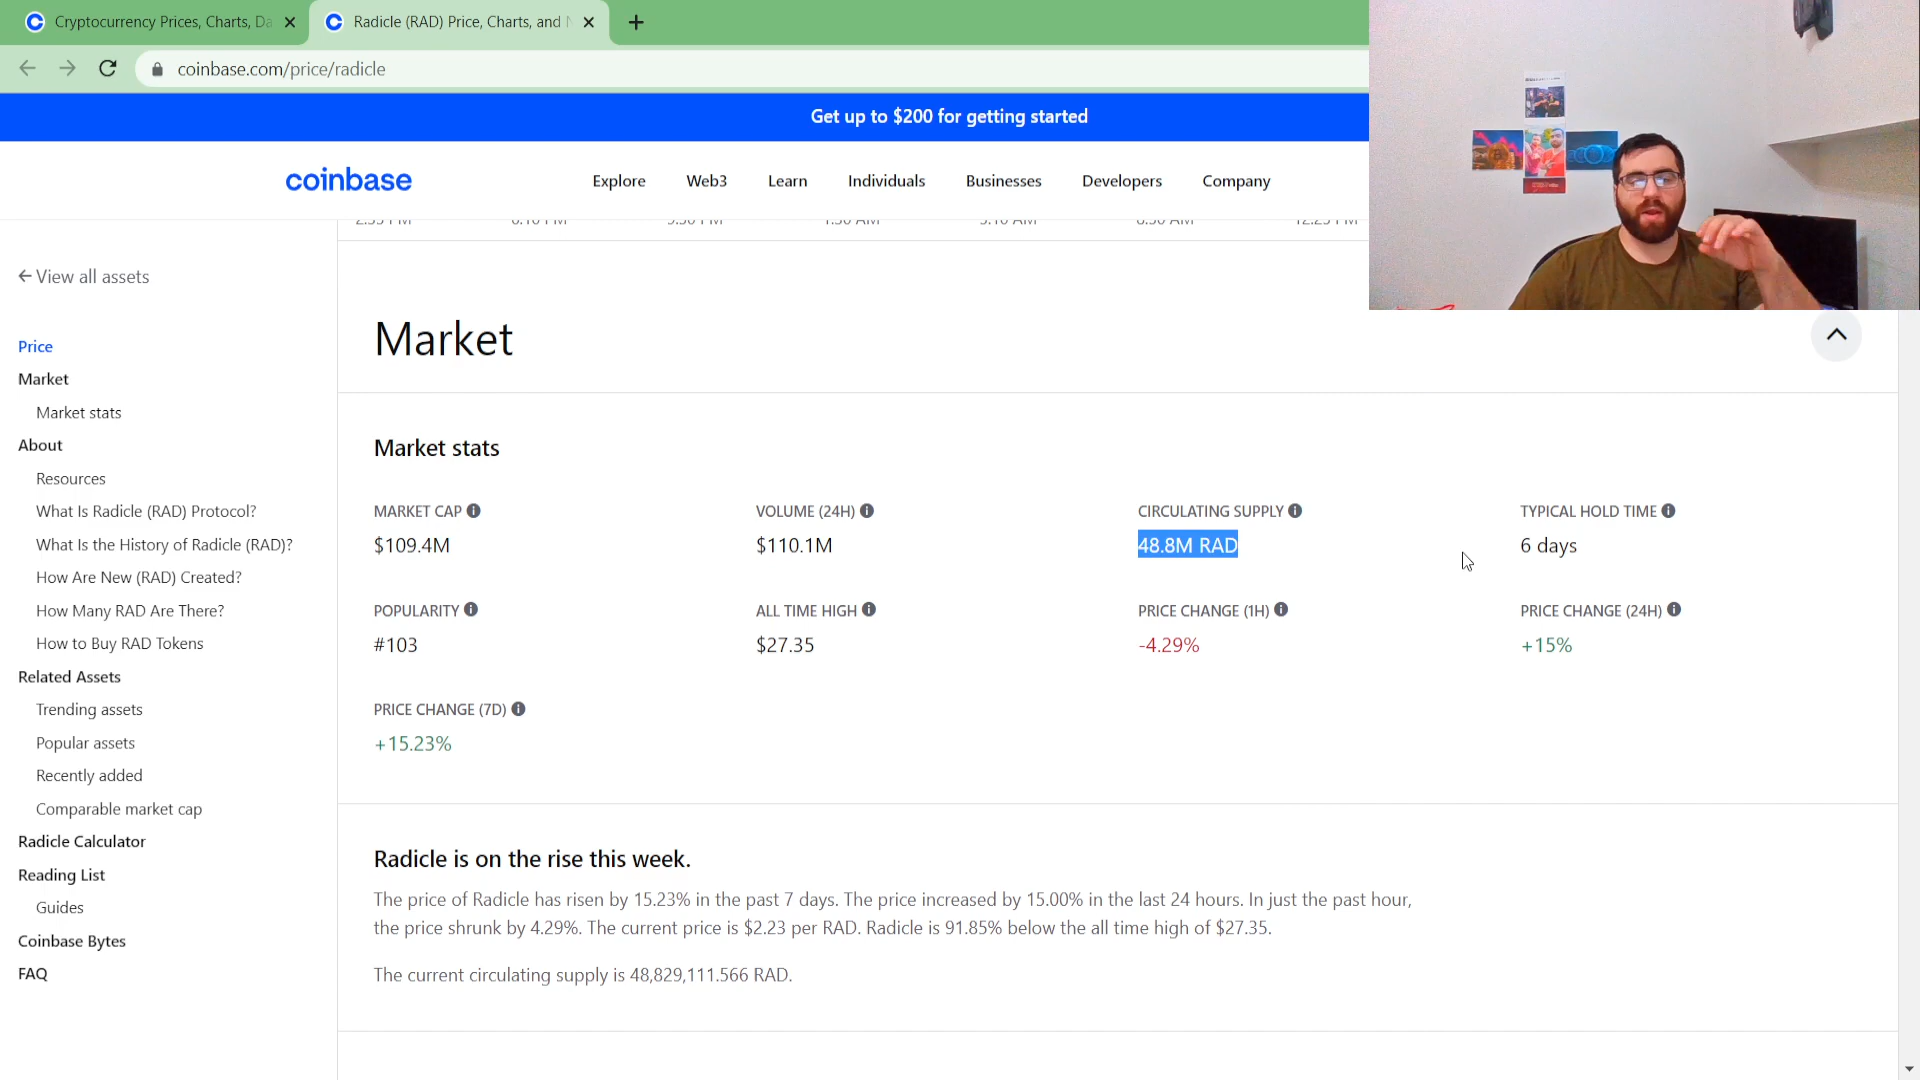 Cryptocurrency Prices, Charts, Da
Radicle (RAD) Price, Charts, and
coinbase.com/price/radicle
Get up to $200 for getting started
coinbase
Explore
Web3
Learn
Individuals
Businesses
Developers
Company
View all assets
Price
Market
Market stats
About
Resources
What Is Radicle (RAD) Protocol?
What Is the History of Radicle (RAD)?
How Are New (RAD) Created?
How Many RAD Are There?
How to Buy RAD Tokens
Related Assets
Trending assets
Popular assets
Recently added
Comparable market cap
Radicle Calculator
Reading List
Guides
Coinbase Bytes
FAQ
Market
Market stats
MARKET CAP
$109.4M
VOLUME (24H)
$110.1M
CIRCULATING SUPPLY
48.8M RAD
TYPICAL HOLD TIME
6 days
POPULARITY
#103
ALL TIME HIGH
$27.35
PRICE CHANGE (1H)
-4.29%
PRICE CHANGE (24H)
+15%
PRICE CHANGE (7D)
+15.23%
Radicle is on the rise this week.
The price of Radicle has risen by 15.23% in the past 7 days. The price increased by 15.00% in the last 24 hours. In just the past hour,
the price shrunk by 4.29%. The current price is $2.23 per RAD. Radicle is 91.85% below the all time high of $27.35.
The current circulating supply is 48,829,111.566 RAD.